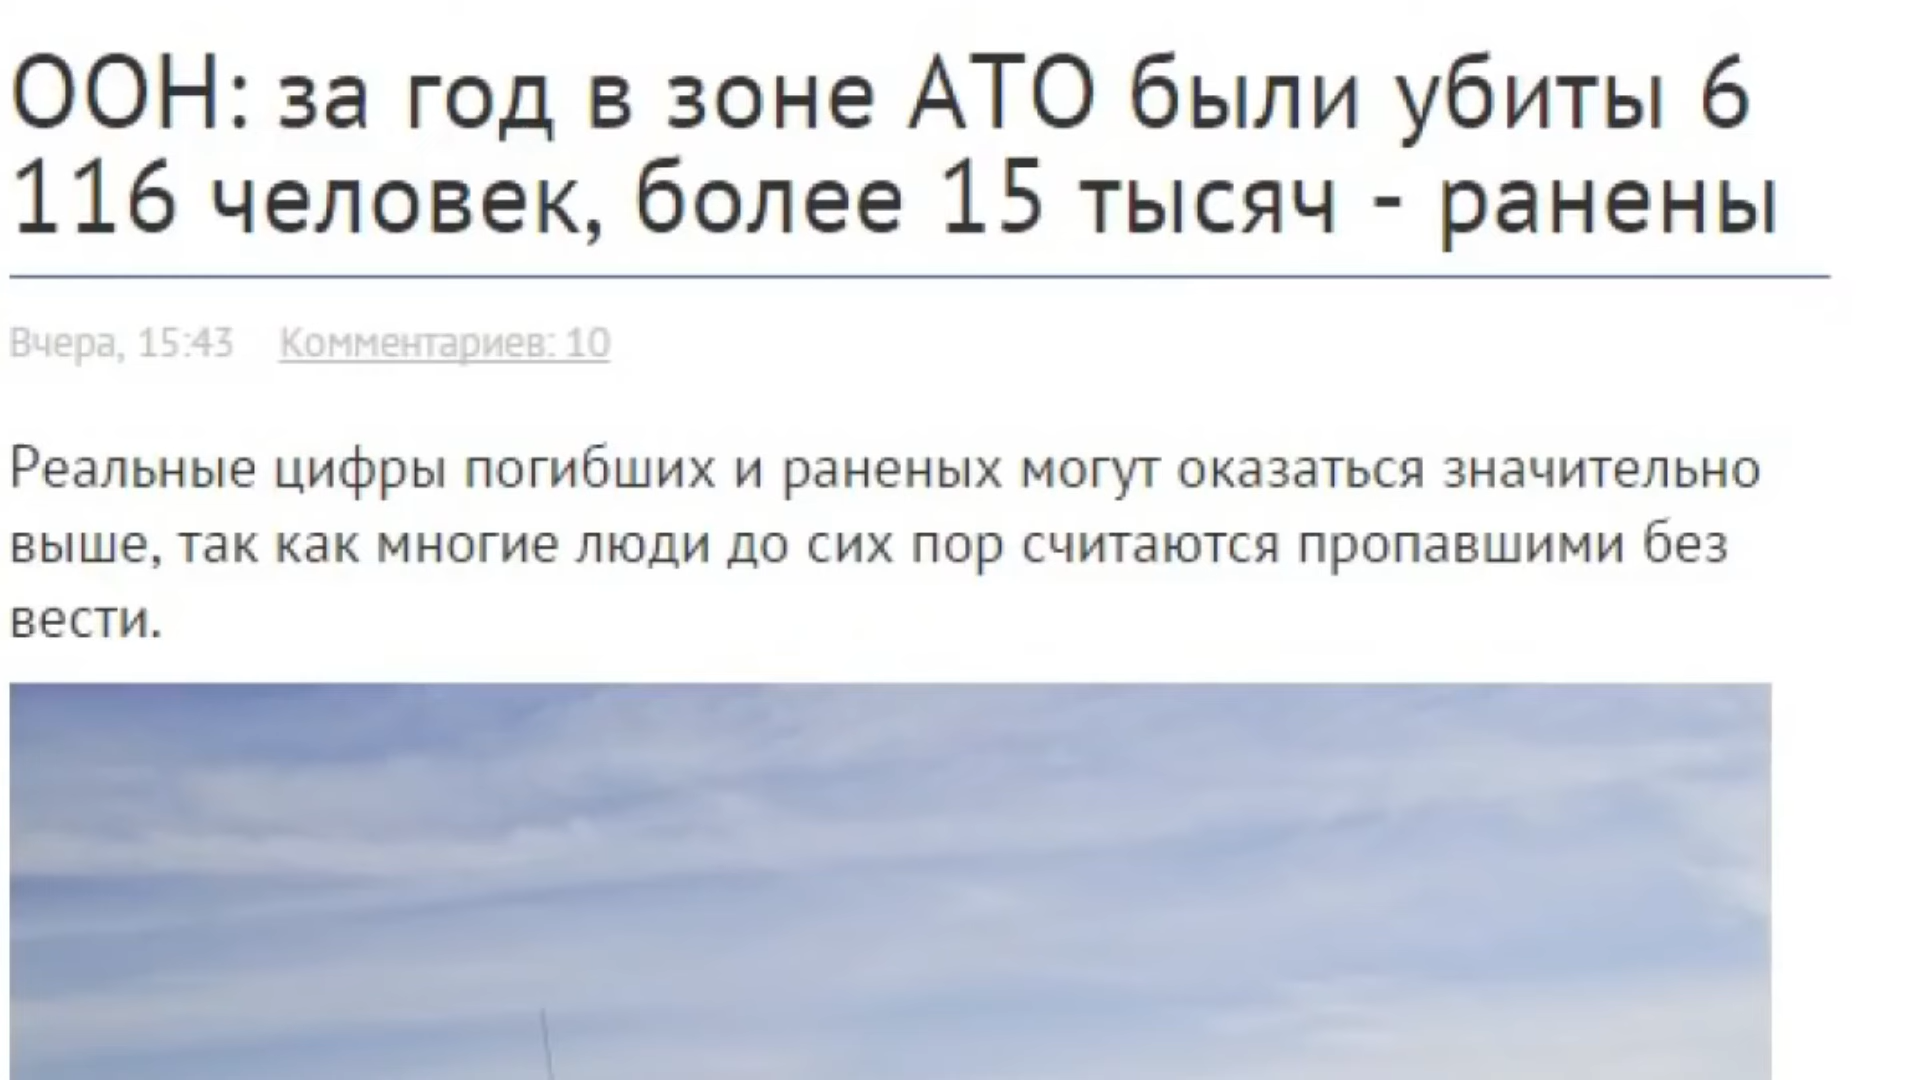 ООН: за год в зоне АТО были убиты 6
116 человек, более 15 тысяч - ранены
Вчера, 15:43 Комментариев: 10
Реальные цифры погибших и раненых могут оказаться значительно
выше, так как многие люди до сих пор считаются пропавшими без
вести.